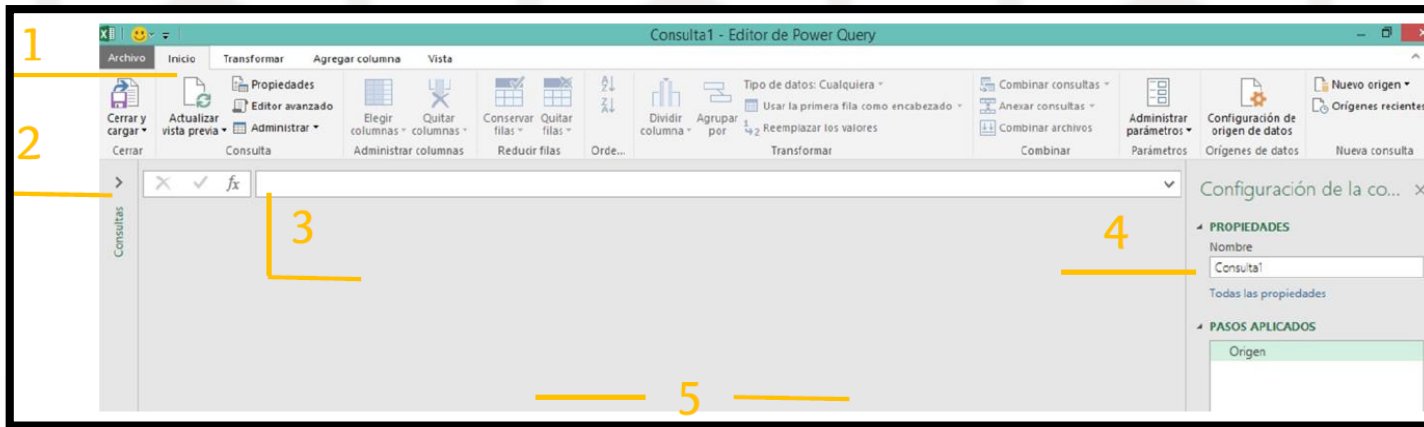 1
Consulta1 - Editor de Power Query
Archivo Inicio Transformar Agregar columna Vista
Cerrar y cargar
Actualizar vista previa
Propiedades
Editor avanzado
Administrar
Elegir columnas
Quitar columnas
Conservar filas
Quitar filas
Dividir columna
Agrupar por
Tipo de datos: Cualquiera
Usar la primera fila como encabezado
Reemplazar los valores
Combinar consultas
Anexar consultas
Combinar archivos
Administrar parámetros
Configuración de origen de datos
Nuevo origen
Orígenes recientes
Cerrar Consulta Administrar columnas Reducir filas Orde... Transformar Combinar Parámetros Orígenes de datos Nueva consulta
2
Consultas
fx
3
4
Configuración de la co...
PROPIEDADES
Nombre
Consulta1
Todas las propiedades
PASOS APLICADOS
Origen
5